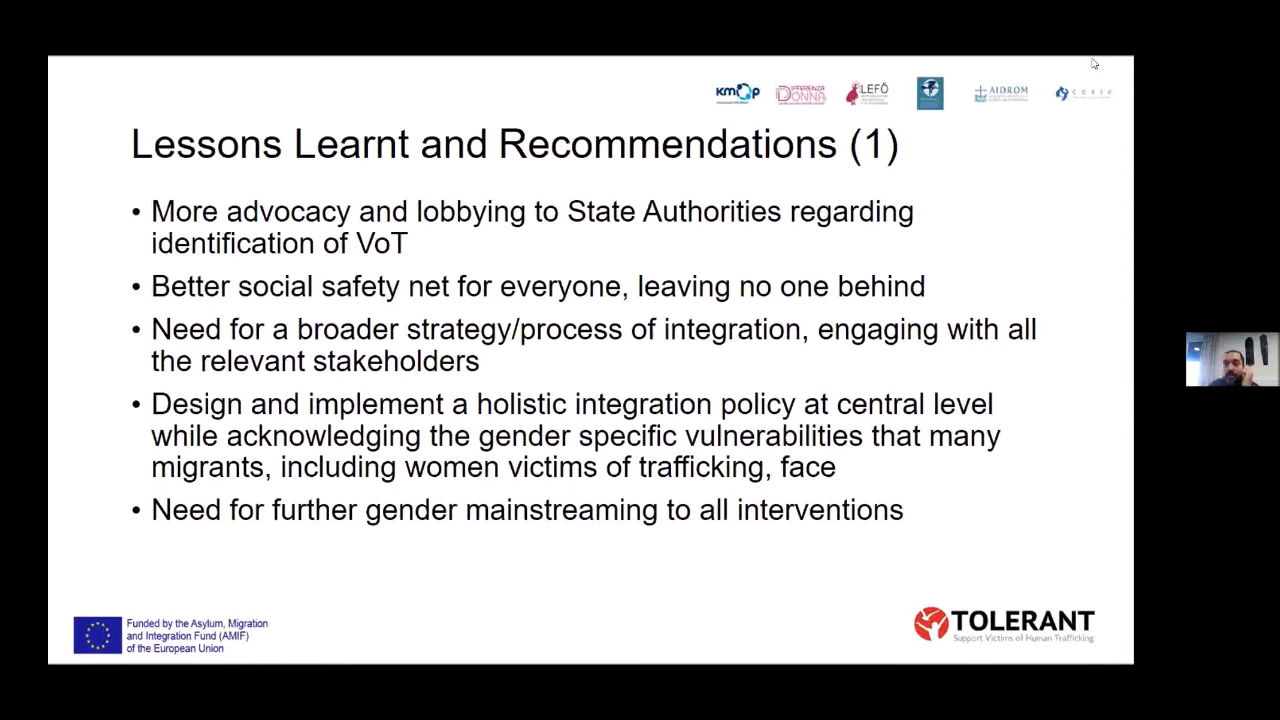 kmop
DIFFERENZA
DONNA
LEFÖ
AIDROM
cesie
Lessons Learnt and Recommendations (1)
• More advocacy and lobbying to State Authorities regarding
identification of VoT
• Better social safety net for everyone, leaving no one behind
• Need for a broader strategy/process of integration, engaging with all
the relevant stakeholders
• Design and implement a holistic integration policy at central level
while acknowledging the gender specific vulnerabilities that many
migrants, including women victims of trafficking, face
• Need for further gender mainstreaming to all interventions
Funded by the Asylum, Migration
and Integration Fund (AMIF)
of the European Union
TOLERANT
Support Victims of Human Trafficking